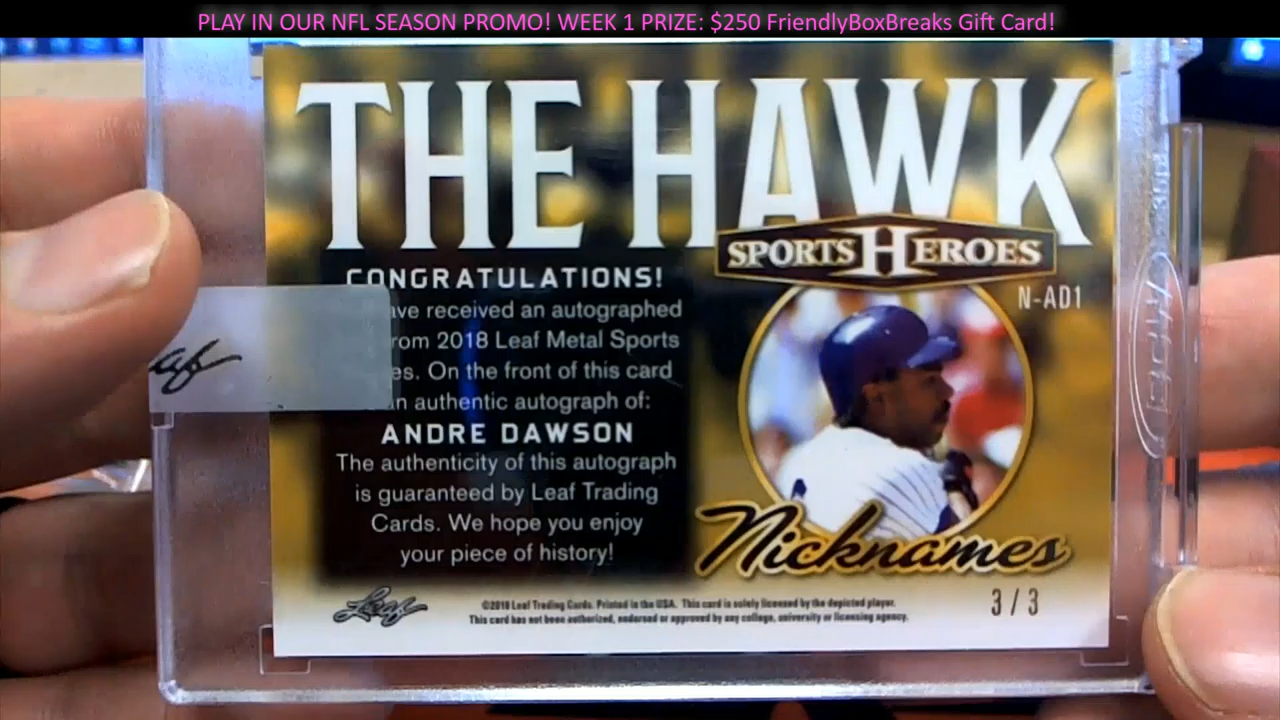 PLAY IN OUR NFL SEASON PROMO! WEEK 1 PRIZE: $250 FriendlyBoxBreaks Gift Card!
THE HAWK
SPORTS HEROES
N-AD1
CONGRATULATIONS!
have received an autographed
from 2018 Leaf Metal Sports
es. On the front of this card
an authentic autograph of:
ANDRE DAWSON
The authenticity of this autograph
is guaranteed by Leaf Trading
Cards. We hope you enjoy
your piece of history!
Nicknames
3/3
Leaf
©2018 Leaf Trading Cards. Printed in the USA. This card is solely licensed by the depicted player.
This card has not been authorized, endorsed or approved by any college, university or licensing agency.